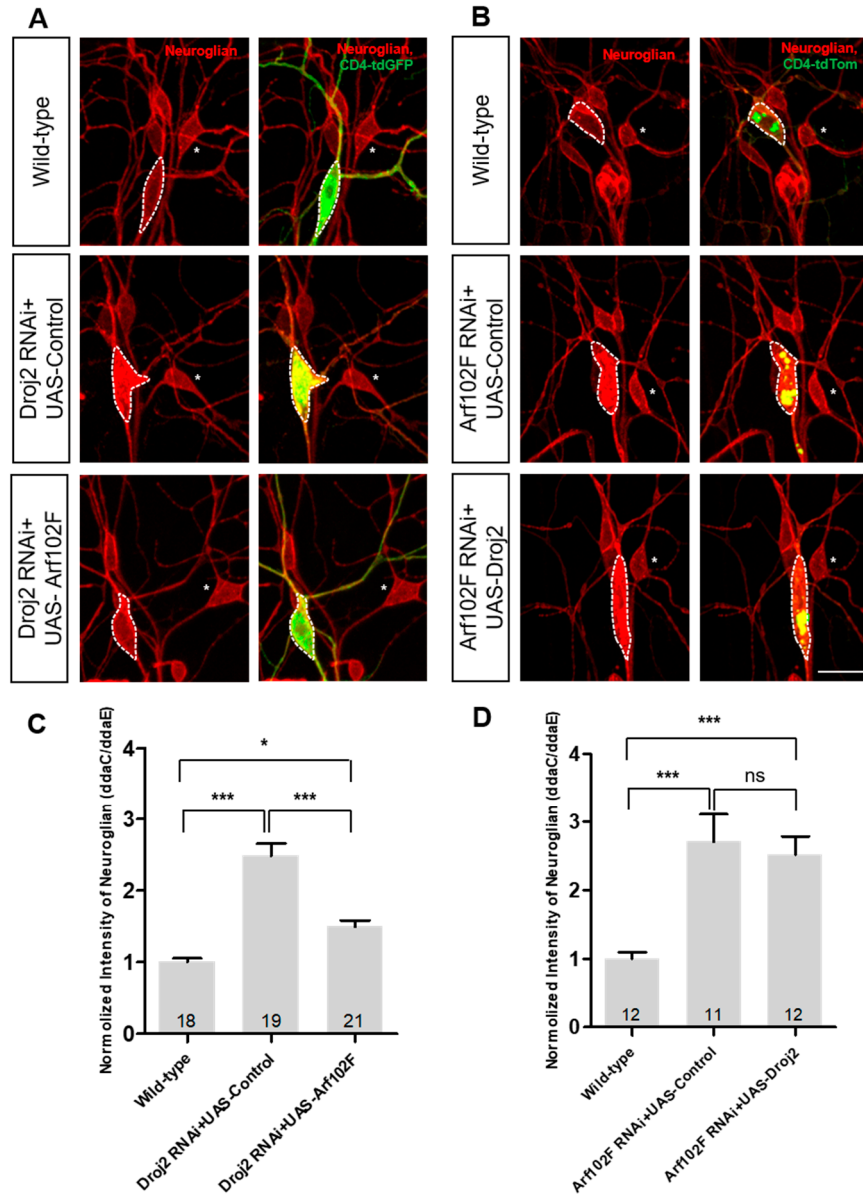 A
B
Neuroglian
Neuroglian,
CD4-tdGFP
Neuroglian
Neuroglian,
CD4-tdTom
Wild-type
*
*
Wild-type
*
*
Droj2 RNAi+
UAS-Control
*
*
Arf102F RNAi+
UAS-Control
*
*
Droj2 RNAi+
UAS- Arf102F
*
*
Arf102F RNAi+
UAS-Droj2
*
*
C
Normalized Intensity of Neuroglian (ddaC/ddaE)
4
3
2
1
0
*
***
***
18
19
21
Wild-type
Droj2 RNAi+UAS-Control
Droj2 RNAi+UAS-Arf102F
D
Normalized Intensity of Neuroglian (ddaC/ddaE)
4
3
2
1
0
***
***
ns
12
11
12
Wild-type
Arf102F RNAi+UAS-Control
Arf102F RNAi+UAS-Droj2